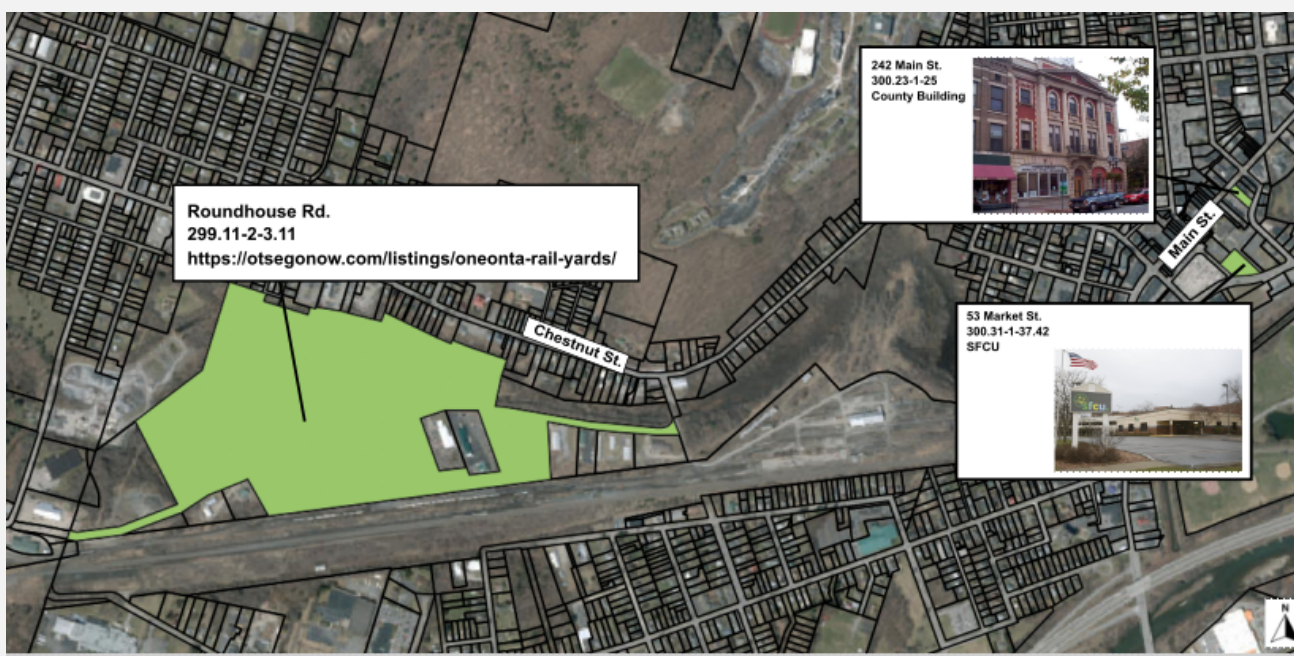 Roundhouse Rd.
299.11-2-3.11
https://otsegonow.com/listings/oneonta-rail-yards/
242 Main St.
300.23-1-25
County Building
Main St.
Chestnut St.
53 Market St.
300.31-1-37.42
SFCU
sfcu
N